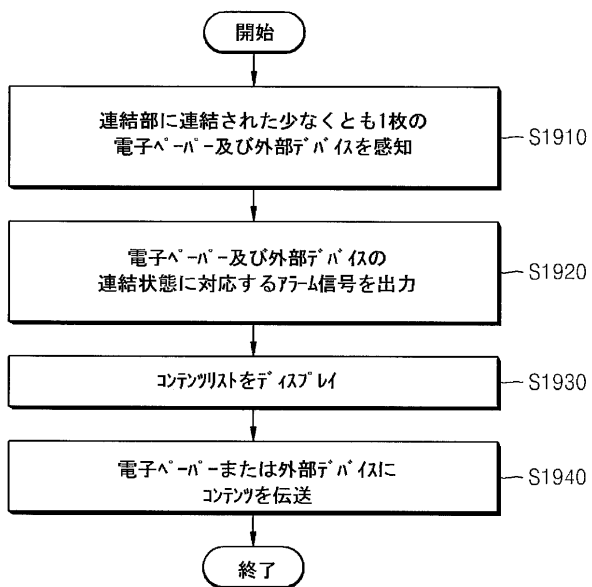 開始
連結部に連結された少なくとも1枚の
電子ﾍﾟｰﾊﾟｰ及び外部ﾃﾞﾊﾞｲｽを感知
S1910
電子ﾍﾟｰﾊﾟｰ及び外部ﾃﾞﾊﾞｲｽの
連結状態に対応するｱﾗｰﾑ信号を出力
S1920
ｺﾝﾃﾝﾂﾘｽﾄをﾃﾞｨｽﾌﾟﾚｲ
S1930
電子ﾍﾟｰﾊﾟｰまたは外部ﾃﾞﾊﾞｲｽに
ｺﾝﾃﾝﾂを伝送
S1940
終了